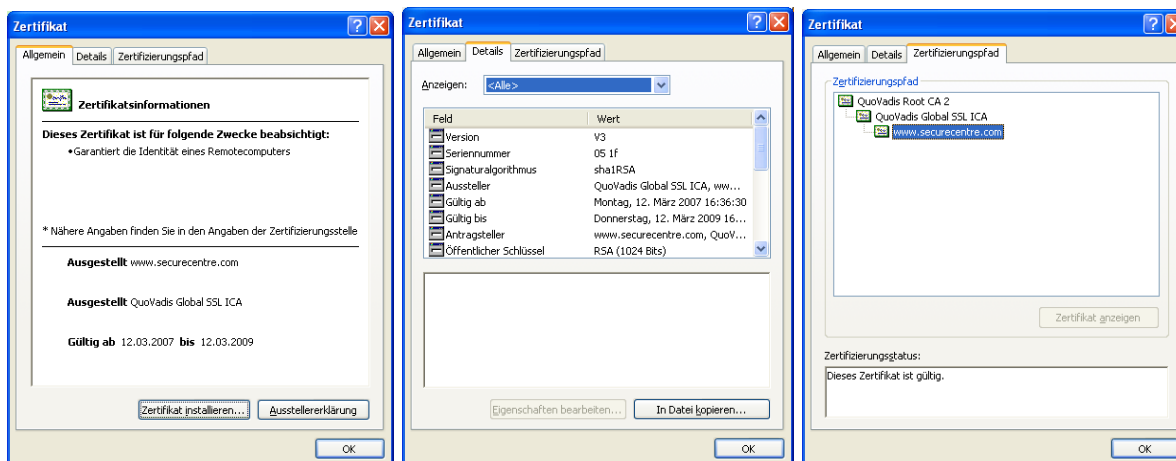 Zertifikat
Allgemein Details Zertifizierungspfad
Zertifikatsinformationen
Dieses Zertifikat ist für folgende Zwecke beabsichtigt:
•Garantiert die Identität eines Remotecomputers
* Nähere Angaben finden Sie in den Angaben der Zertifizierungsstelle
Ausgestellt www.securecentre.com
Ausgestellt QuoVadis Global SSL ICA
Gültig ab 12.03.2007 bis 12.03.2009
Zertifikat installieren... Ausstellererklärung
OK
Zertifikat
Allgemein Details Zertifizierungspfad
Anzeigen: <Alle>
Feld Wert
Version V3
Seriennummer 05 1f
Signaturalgorithmus sha1RSA
Aussteller QuoVadis Global SSL ICA, ww...
Gültig ab Montag, 12. März 2007 16:36:30
Gültig bis Donnerstag, 12. März 2009 16...
Antragsteller www.securecentre.com, QuoV...
Öffentlicher Schlüssel RSA (1024 Bits)
Eigenschaften bearbeiten... In Datei kopieren...
OK
Zertifikat
Allgemein Details Zertifizierungspfad
Zertifizierungspfad
QuoVadis Root CA 2
QuoVadis Global SSL ICA
www.securecentre.com
Zertifikat anzeigen
Zertifizierungsstatus:
Dieses Zertifikat ist gültig.
OK